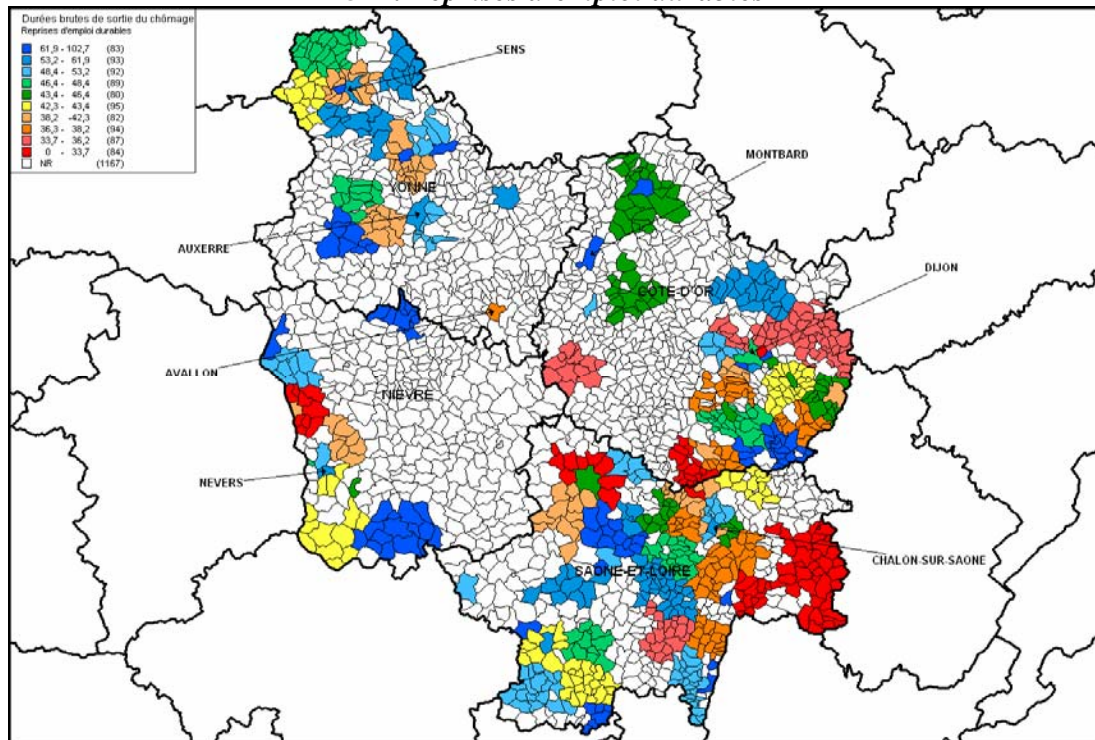 Durées brutes de sortie du chômage
Reprises d'emploi durables
61,9 - 102,7 (83)
53,2 - 61,9 (93)
48,4 - 53,2 (92)
46,4 - 48,4 (89)
43,4 - 46,4 (80)
42,3 - 43,4 (95)
38,2 -42,3 (82)
36,3 - 38,2 (94)
33,7 - 36,2 (87)
0 - 33,7 (84)
NR (1167)
SENS
MONTBARD
YONNE
AUXERRE
DIJON
COTE-D'OR
AVALLON
NIEVRE
NEVERS
CHALON-SUR-SAONE
SAONE-ET-LOIRE